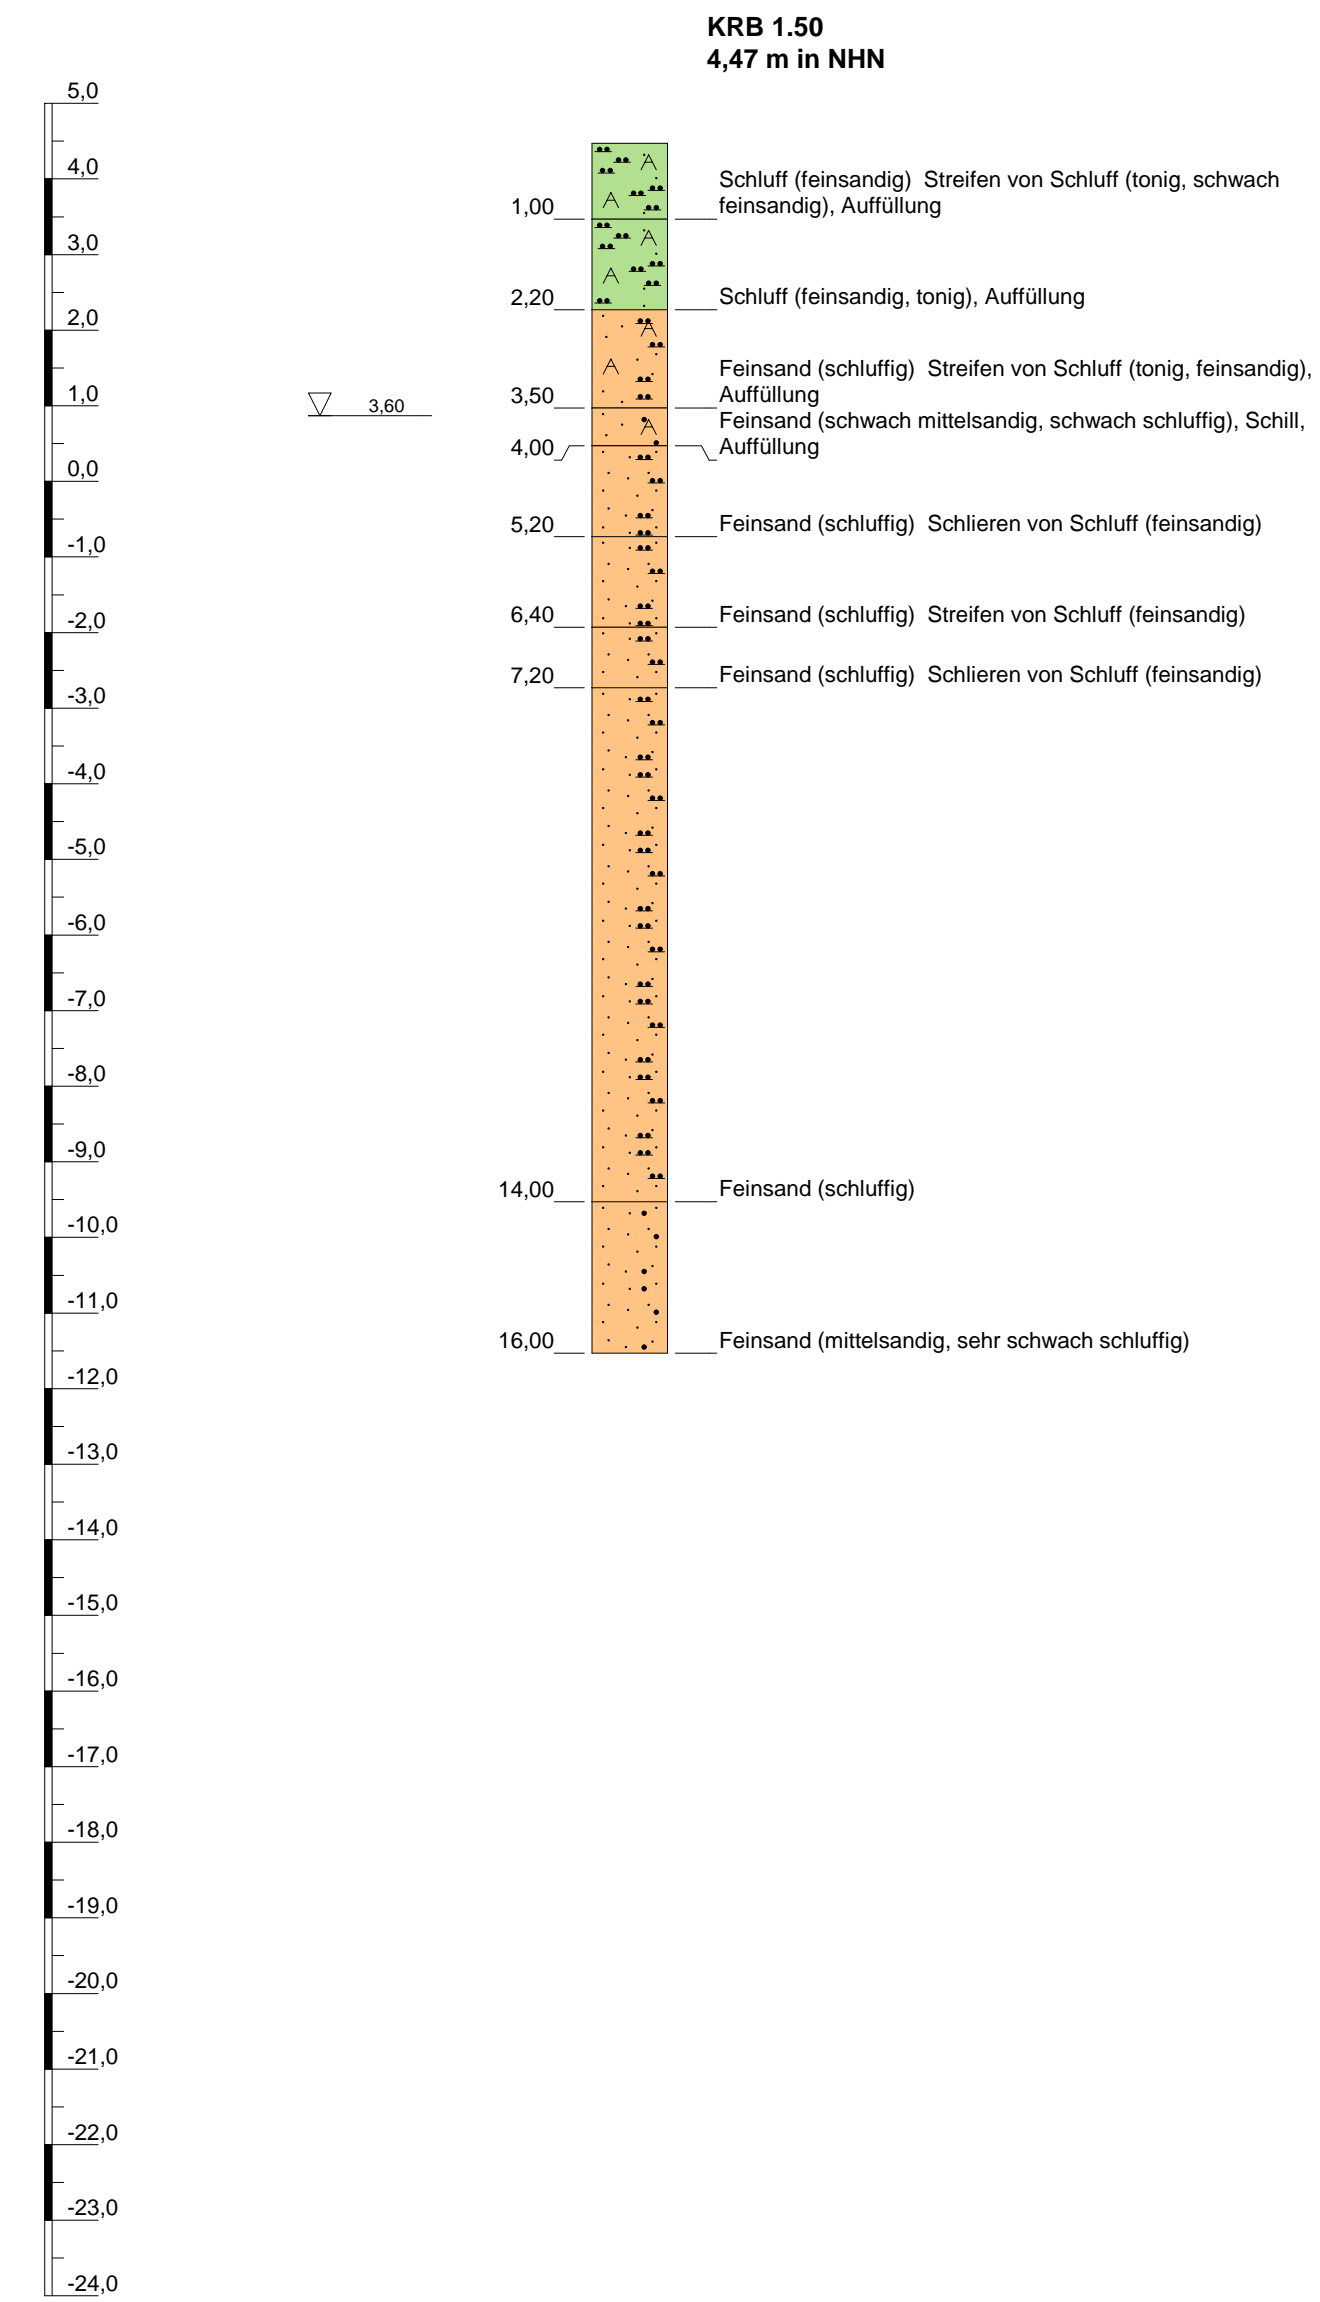 KRB 1.50
4,47 m in NHN
5,0
4,0
3,0
2,0
1,0
0,0
-1,0
-2,0
-3,0
-4,0
-5,0
-6,0
-7,0
-8,0
-9,0
-10,0
-11,0
-12,0
-13,0
-14,0
-15,0
-16,0
-17,0
-18,0
-19,0
-20,0
-21,0
-22,0
-23,0
-24,0
3,60
1,00
Schluff (feinsandig)  Streifen von Schluff (tonig, schwach
feinsandig), Auffüllung
2,20
Schluff (feinsandig, tonig), Auffüllung
3,50
Feinsand (schluffig)  Streifen von Schluff (tonig, feinsandig),
Auffüllung
4,00
Feinsand (schwach mittelsandig, schwach schluffig), Schill,
Auffüllung
5,20
Feinsand (schluffig)  Schlieren von Schluff (feinsandig)
6,40
Feinsand (schluffig)  Streifen von Schluff (feinsandig)
7,20
Feinsand (schluffig)  Schlieren von Schluff (feinsandig)
14,00
Feinsand (schluffig)
16,00
Feinsand (mittelsandig, sehr schwach schluffig)
A
A
A
A
A
A
A